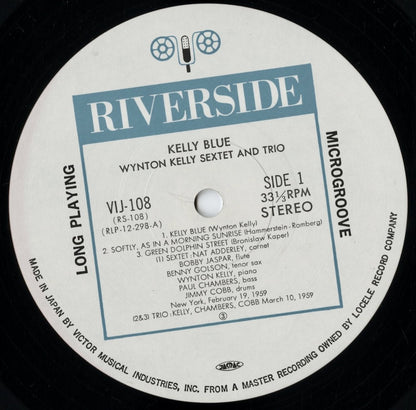 RIVERSIDE
KELLY BLUE
WYNTON KELLY SEXTET AND TRIO
VIJ-108
(RS-108)
(RLP-12-298-A)
SIDE 1
33⅓RPM
STEREO
1. KELLY BLUE (Wynton Kelly)
2. SOFTLY, AS IN A MORNING SUNRISE (Hammerstein-Romberg)
3. GREEN DOLPHIN STREET (Bronislaw Kaper)
(1) SEXTET: NAT ADDERLEY, cornet
BOBBY JASPAR, flute
BENNY GOLSON, tenor sax
WYNTON KELLY, piano
PAUL CHAMBERS, bass
JIMMY COBB, drums
New York, February 19, 1959
(2&3) TRIO: KELLY, CHAMBERS, COBB March 10, 1959
③
LONG PLAYING
MICROGROOVE
JASRAC
MADE IN JAPAN BY VICTOR MUSICAL INDUSTRIES, INC. FROM A MASTER RECORDING OWNED BY LOCELE RECORD COMPANY